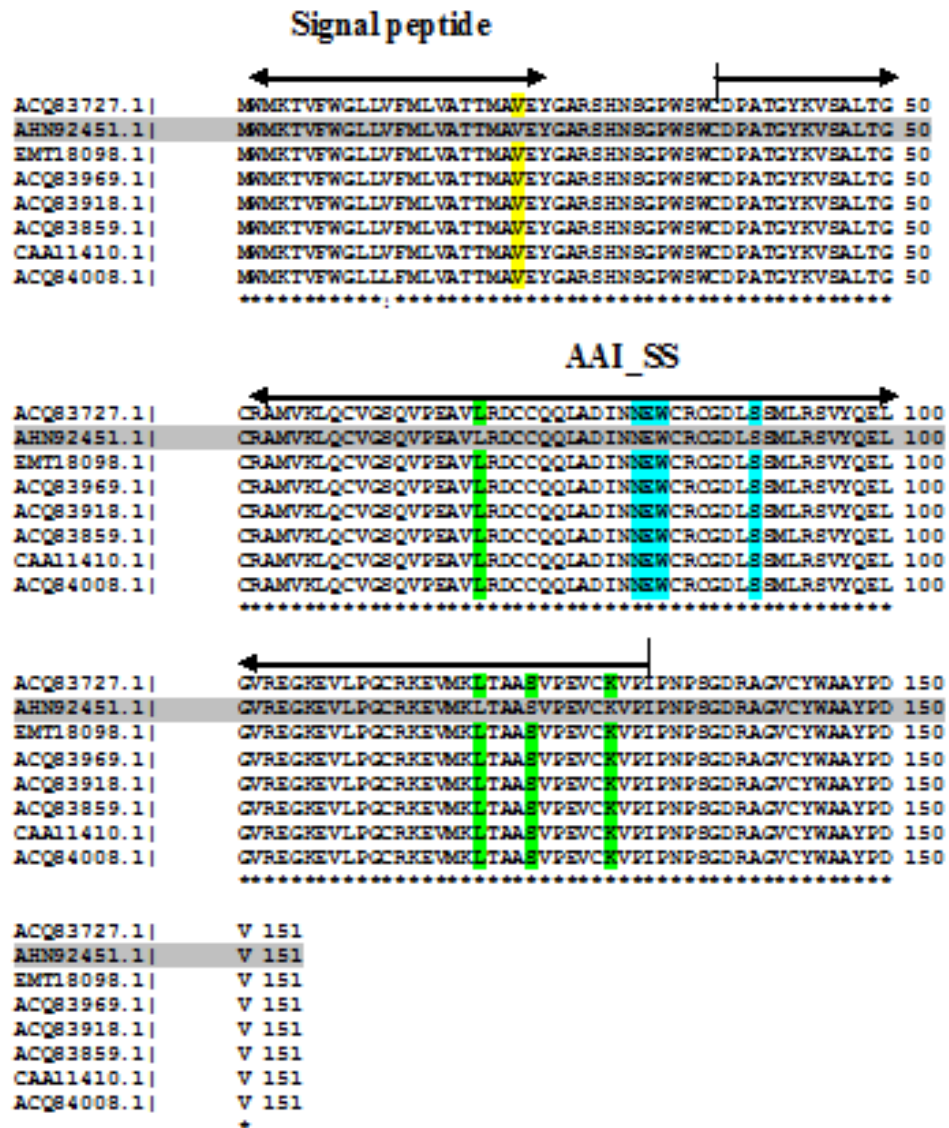 Signal peptide
ACQ83727.1| MWMKTVFWGLLVFMLVATTMAVEYGARSHNSGPWSWCDPATGYKVSALTG 50
AHN92451.1| MWMKTVFWGLLVFMLVATTMAVEYGARSHNSGPWSWCDPATGYKVSALTG 50
EMT18098.1| MWMKTVFWGLLVFMLVATTMAVEYGARSHNSGPWSWCDPATGYKVSALTG 50
ACQ83969.1| MWMKTVFWGLLVFMLVATTMAVEYGARSHNSGPWSWCDPATGYKVSALTG 50
ACQ83918.1| MWMKTVFWGLLVFMLVATTMAVEYGARSHNSGPWSWCDPATGYKVSALTG 50
ACQ83859.1| MWMKTVFWGLLVFMLVATTMAVEYGARSHNSGPWSWCDPATGYKVSALTG 50
CAA11410.1| MWMKTVFWGLLVFMLVATTMAVEYGARSHNSGPWSWCDPATGYKVSALTG 50
ACQ84008.1| MWMKTVFWGLLLFMLVATTMAVEYGARSHNSGPWSWCDPATGYKVSALTG 50
***********:**************************************
AAI_SS
ACQ83727.1| CRAMVKLQCVGSQVPEAVLRDCCQQLADINNEWCRCGDLSSMLRSVYQEL 100
AHN92451.1| CRAMVKLQCVGSQVPEAVLRDCCQQLADINNEWCRCGDLSSMLRSVYQEL 100
EMT18098.1| CRAMVKLQCVGSQVPEAVLRDCCQQLADINNEWCRCGDLSSMLRSVYQEL 100
ACQ83969.1| CRAMVKLQCVGSQVPEAVLRDCCQQLADINNEWCRCGDLSSMLRSVYQEL 100
ACQ83918.1| CRAMVKLQCVGSQVPEAVLRDCCQQLADINNEWCRCGDLSSMLRSVYQEL 100
ACQ83859.1| CRAMVKLQCVGSQVPEAVLRDCCQQLADINNEWCRCGDLSSMLRSVYQEL 100
CAA11410.1| CRAMVKLQCVGSQVPEAVLRDCCQQLADINNEWCRCGDLSSMLRSVYQEL 100
ACQ84008.1| CRAMVKLQCVGSQVPEAVLRDCCQQLADINNEWCRCGDLSSMLRSVYQEL 100
**************************************************
ACQ83727.1| GVREGKEVLPGCRKEVMKLTAASVPEVCKVPIPNPSGDRAGVCYWAAYPD 150
AHN92451.1| GVREGKEVLPGCRKEVMKLTAASVPEVCKVPIPNPSGDRAGVCYWAAYPD 150
EMT18098.1| GVREGKEVLPGCRKEVMKLTAASVPEVCKVPIPNPSGDRAGVCYWAAYPD 150
ACQ83969.1| GVREGKEVLPGCRKEVMKLTAASVPEVCKVPIPNPSGDRAGVCYWAAYPD 150
ACQ83918.1| GVREGKEVLPGCRKEVMKLTAASVPEVCKVPIPNPSGDRAGVCYWAAYPD 150
ACQ83859.1| GVREGKEVLPGCRKEVMKLTAASVPEVCKVPIPNPSGDRAGVCYWAAYPD 150
CAA11410.1| GVREGKEVLPGCRKEVMKLTAASVPEVCKVPIPNPSGDRAGVCYWAAYPD 150
ACQ84008.1| GVREGKEVLPGCRKEVMKLTAASVPEVCKVPIPNPSGDRAGVCYWAAYPD 150
**************************************************
ACQ83727.1| V 151
AHN92451.1| V 151
EMT18098.1| V 151
ACQ83969.1| V 151
ACQ83918.1| V 151
ACQ83859.1| V 151
CAA11410.1| V 151
ACQ84008.1| V 151
*